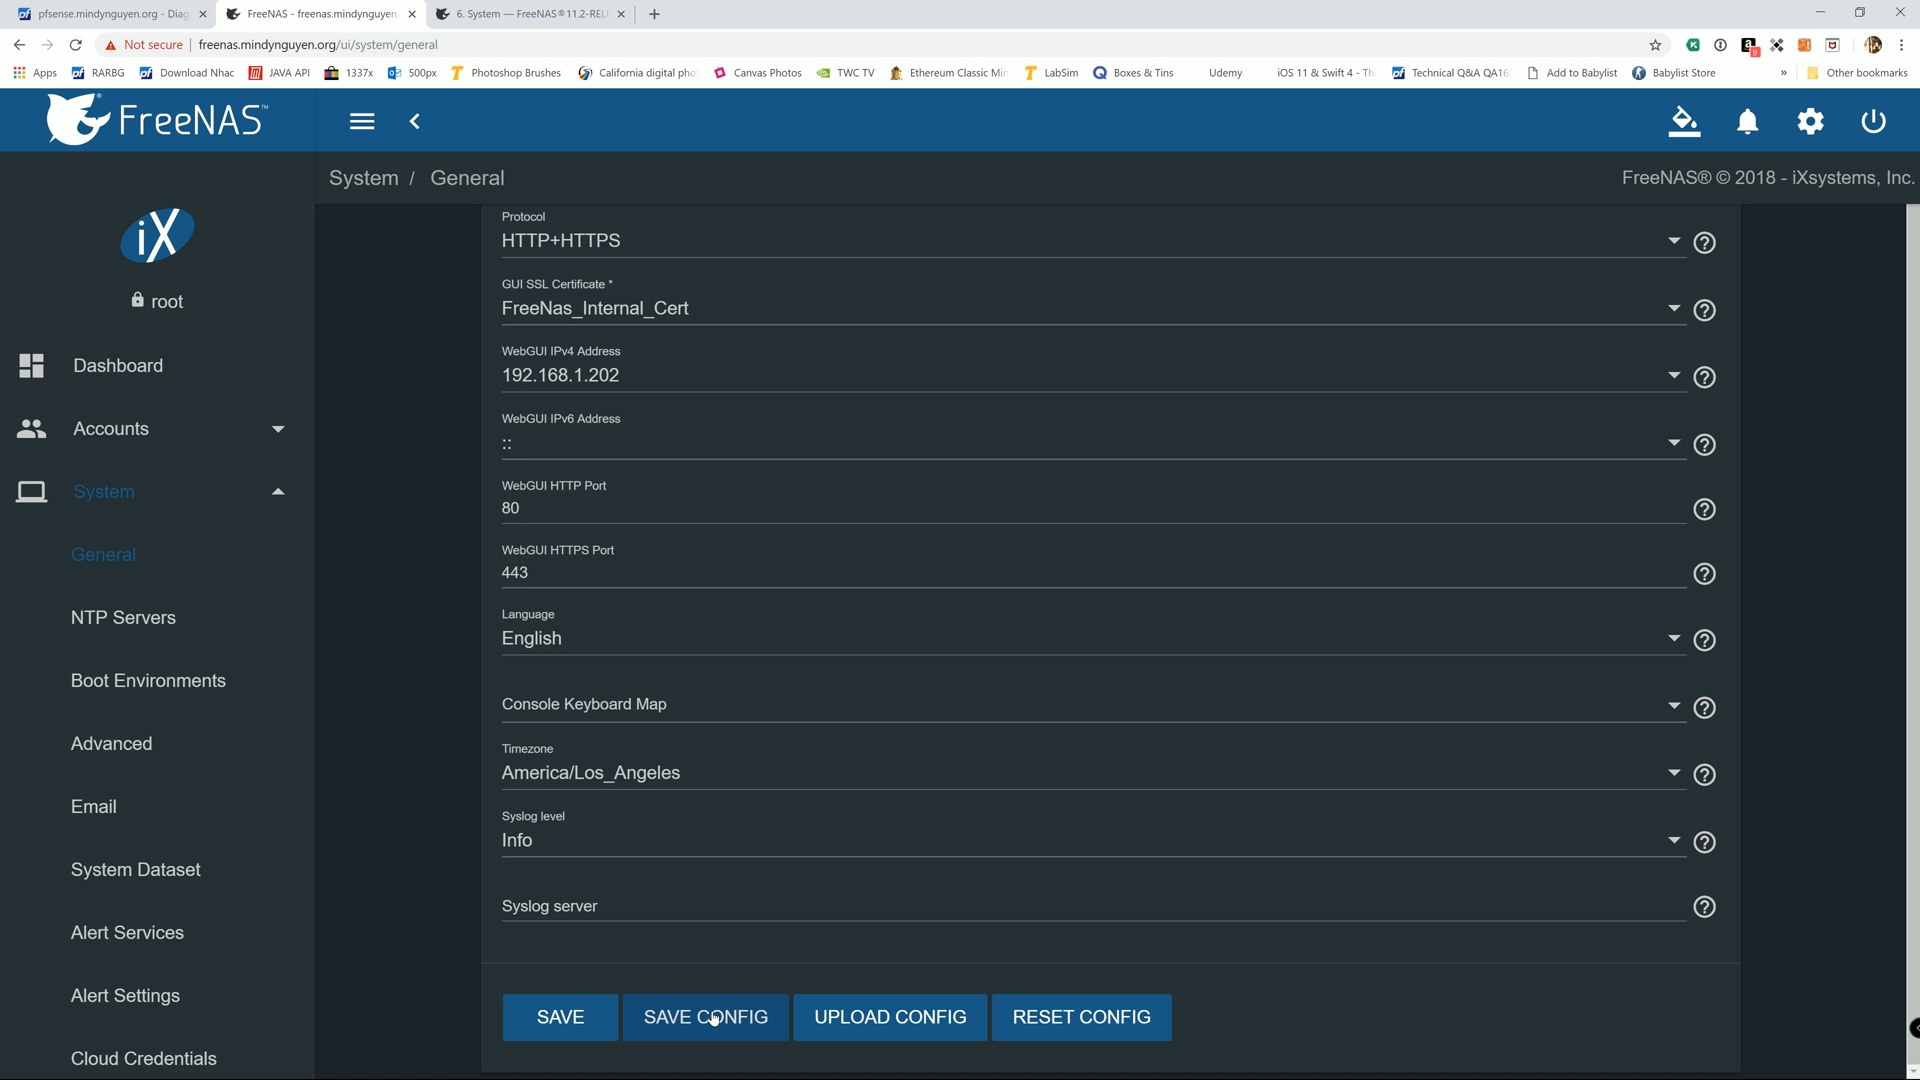 pfsense.mindynguyen.org - Diag
FreeNAS - freenas.mindynguyen.
6. System — FreeNAS®11.2-REL
Not secure
freenas.mindynguyen.org/ui/system/general
Apps
RARBG
Download Nhac
JAVA API
1337x
500px
Photoshop Brushes
California digital pho
Canvas Photos
TWC TV
Ethereum Classic Min
LabSim
Boxes & Tins
Udemy
iOS 11 & Swift 4 - Th
Technical Q&A QA16
Add to Babylist
Babylist Store
»
Other bookmarks
FreeNAS™
System / General
FreeNAS® © 2018 - iXsystems, Inc.
iX
root
Dashboard
Accounts
System
General
NTP Servers
Boot Environments
Advanced
Email
System Dataset
Alert Services
Alert Settings
Cloud Credentials
Protocol
HTTP+HTTPS
GUI SSL Certificate *
FreeNas_Internal_Cert
WebGUI IPv4 Address
192.168.1.202
WebGUI IPv6 Address
::
WebGUI HTTP Port
80
WebGUI HTTPS Port
443
Language
English
Console Keyboard Map
Timezone
America/Los_Angeles
Syslog level
Info
Syslog server
SAVE
SAVE CONFIG
UPLOAD CONFIG
RESET CONFIG